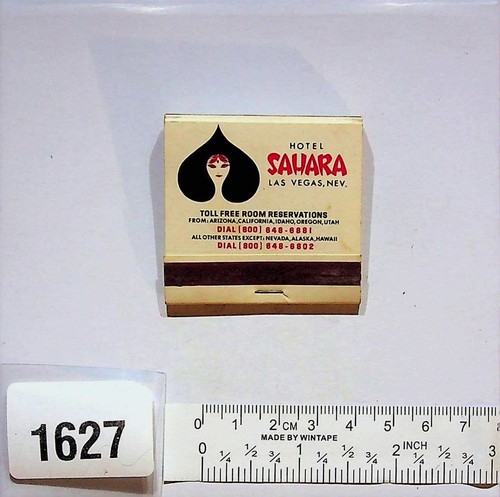 HOTEL
SAHARA
LAS VEGAS, NEV.
TOLL FREE ROOM RESERVATIONS
FROM: ARIZONA, CALIFORNIA, IDAHO, OREGON, UTAH
DIAL (800) 648-6881
ALL OTHER STATES EXCEPT: NEVADA, ALASKA, HAWAII
DIAL (800) 648-6802
1627
0 1 2 CM 3 4 5 6 7
MADE BY WINTAPE
0 1/4 1/2 3/4 1 1/4 1/2 3/4 2 INCH 1/4 1/2 3/4 3